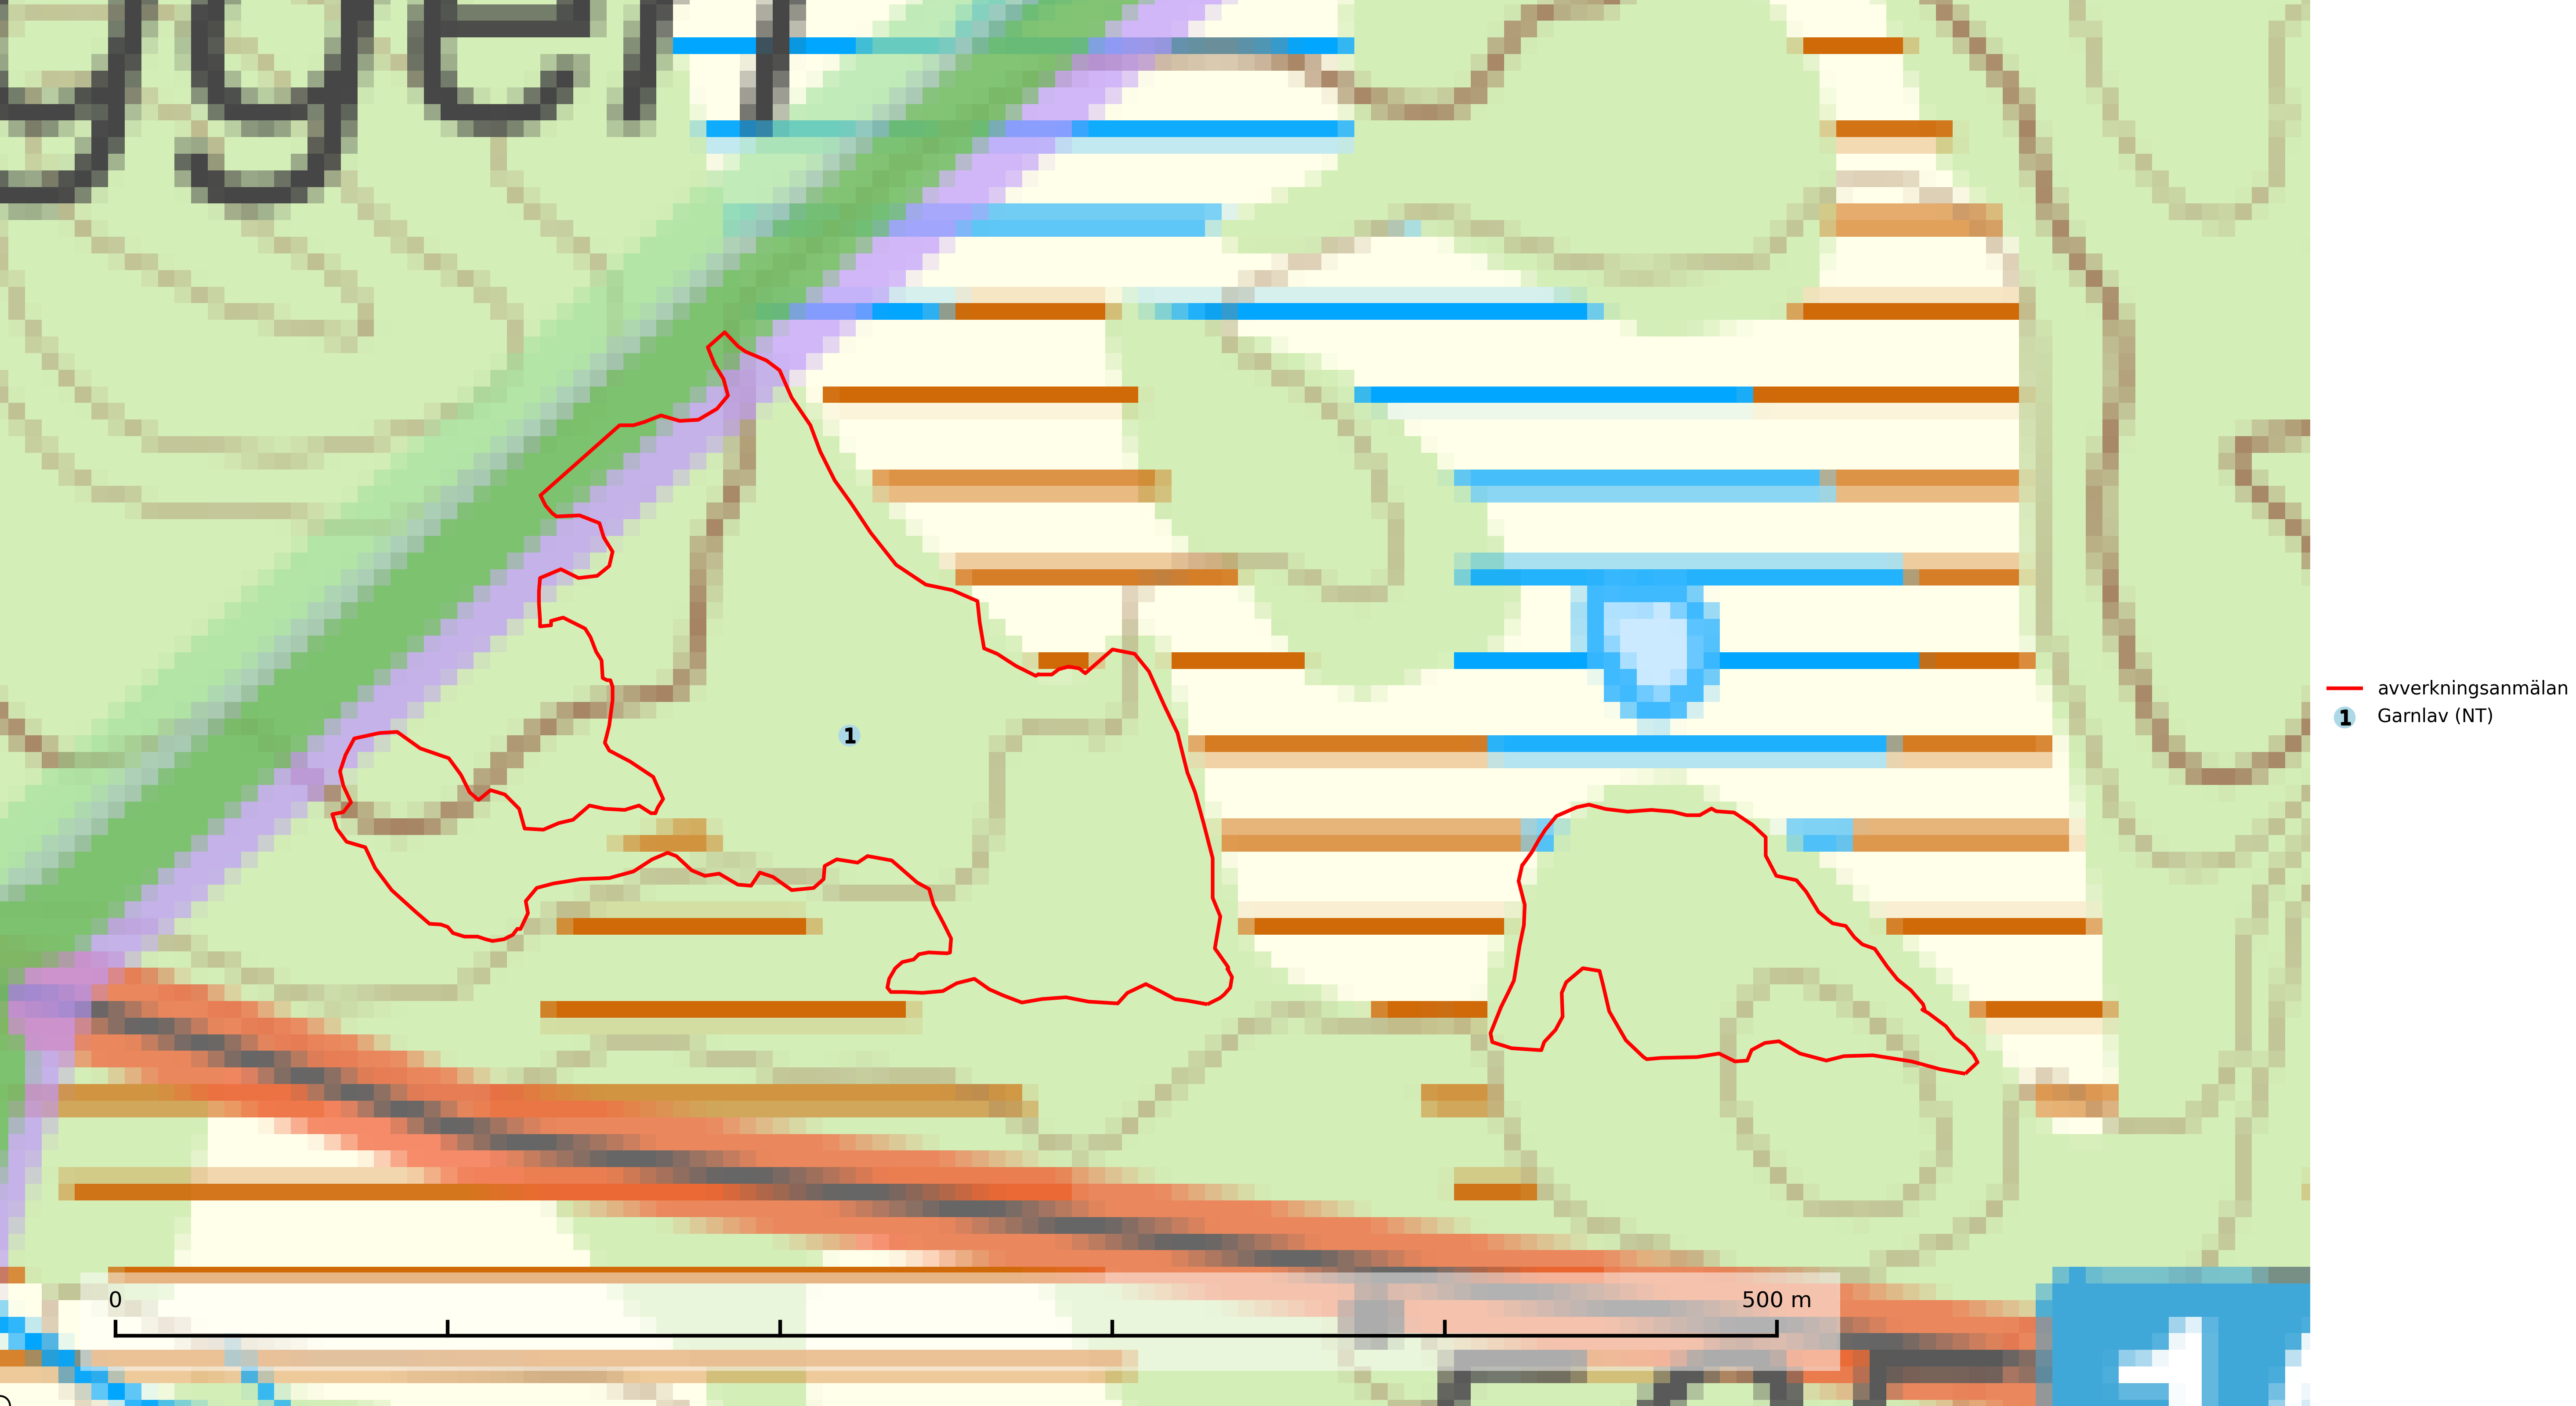 0
500 m
1
avverkningsanmälan
1 Garnlav (NT)